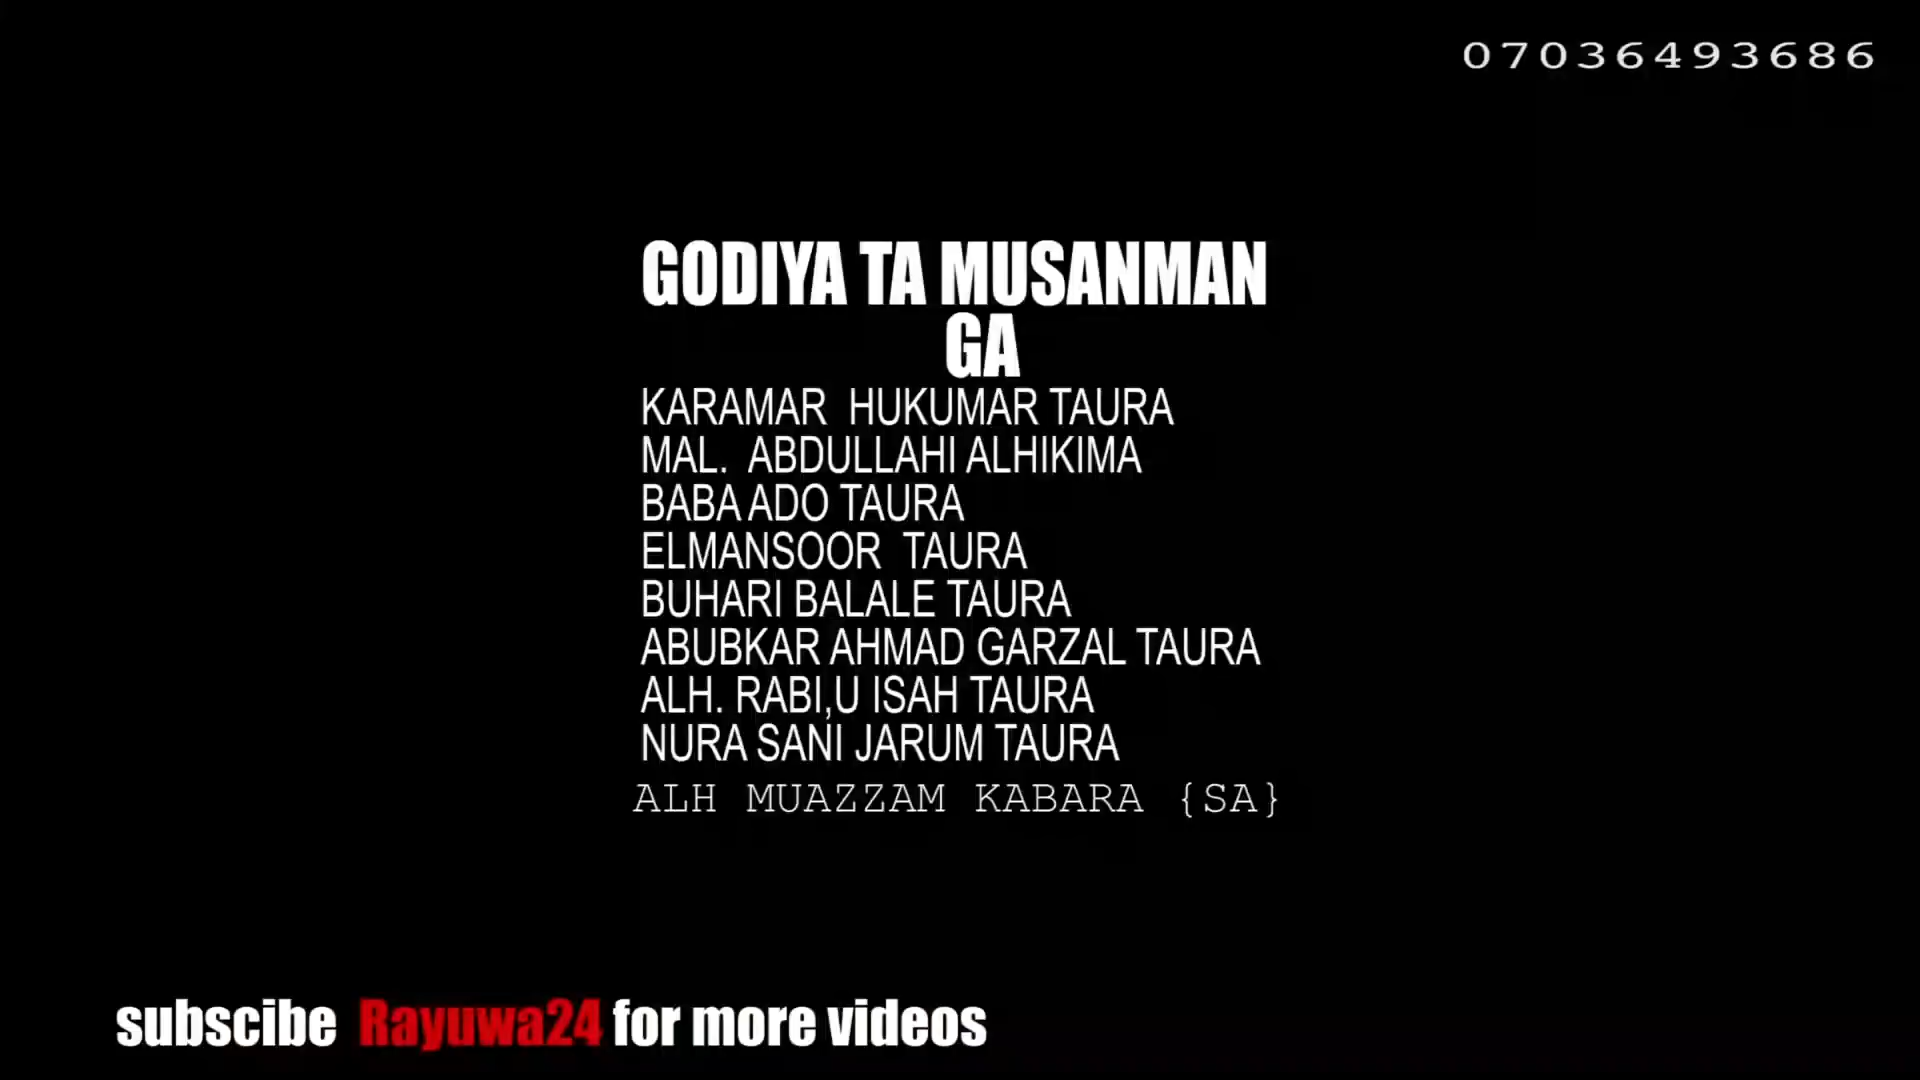 07036493686
GODIYA TA MUSANMAN
GA
KARAMAR HUKUMAR TAURA
MAL. ABDULLAHI ALHIKIMA
BABA ADO TAURA
ELMANSOOR TAURA
BUHARI BALALE TAURA
ABUBKAR AHMAD GARZAL TAURA
ALH. RABI,U ISAH TAURA
NURA SANI JARUM TAURA
ALH MUAZZAM KABARA {SA}
subscibe Rayuwa24 for more videos